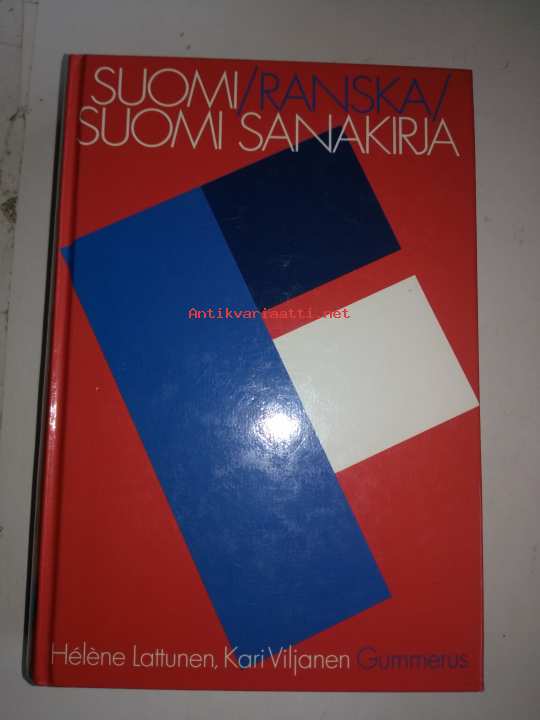 SUOMI/RANSKA/
SUOMI SANAKIRJA
Antikvariaatti.net
Hélène Lattunen, Kari Viljanen Gummerus